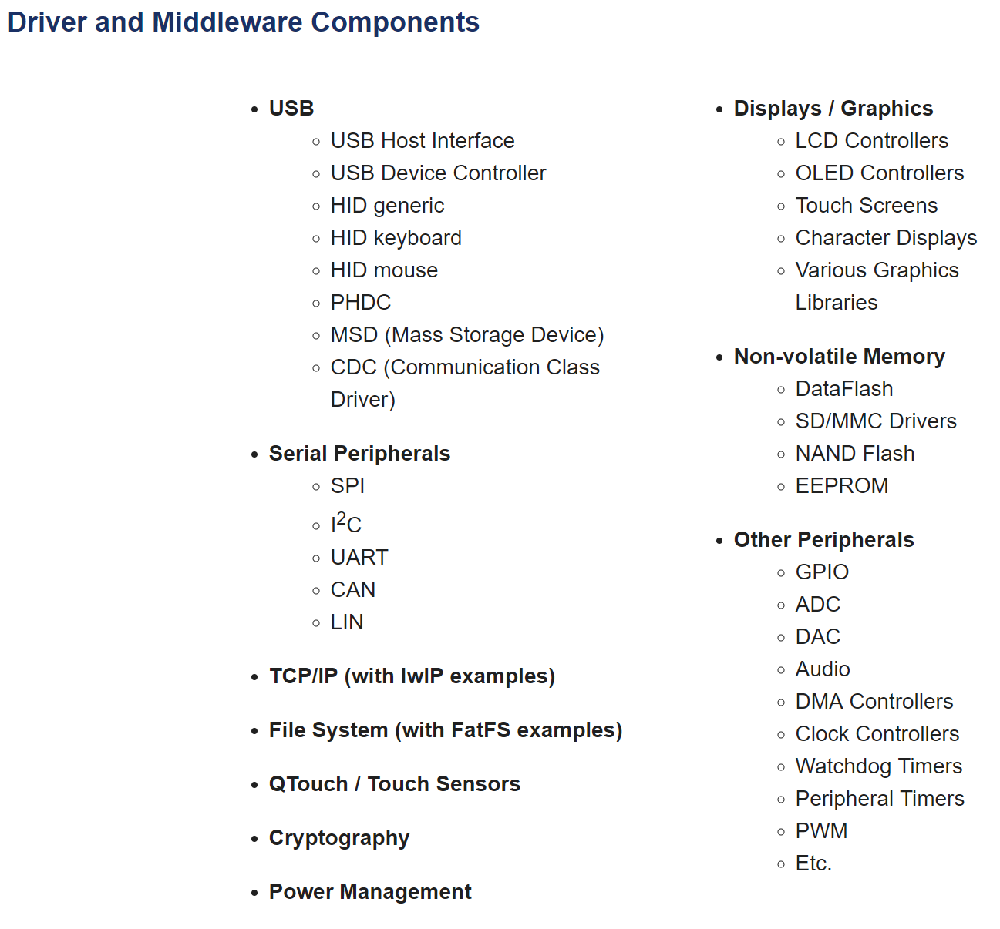 Driver and Middleware Components
• USB
◦ USB Host Interface
◦ USB Device Controller
◦ HID generic
◦ HID keyboard
◦ HID mouse
◦ PHDC
◦ MSD (Mass Storage Device)
◦ CDC (Communication Class
Driver)
• Serial Peripherals
◦ SPI
◦ I²C
◦ UART
◦ CAN
◦ LIN
• TCP/IP (with lwIP examples)
• File System (with FatFS examples)
• QTouch / Touch Sensors
• Cryptography
• Power Management
• Displays / Graphics
◦ LCD Controllers
◦ OLED Controllers
◦ Touch Screens
◦ Character Displays
◦ Various Graphics
Libraries
• Non-volatile Memory
◦ DataFlash
◦ SD/MMC Drivers
◦ NAND Flash
◦ EEPROM
• Other Peripherals
◦ GPIO
◦ ADC
◦ DAC
◦ Audio
◦ DMA Controllers
◦ Clock Controllers
◦ Watchdog Timers
◦ Peripheral Timers
◦ PWM
◦ Etc.